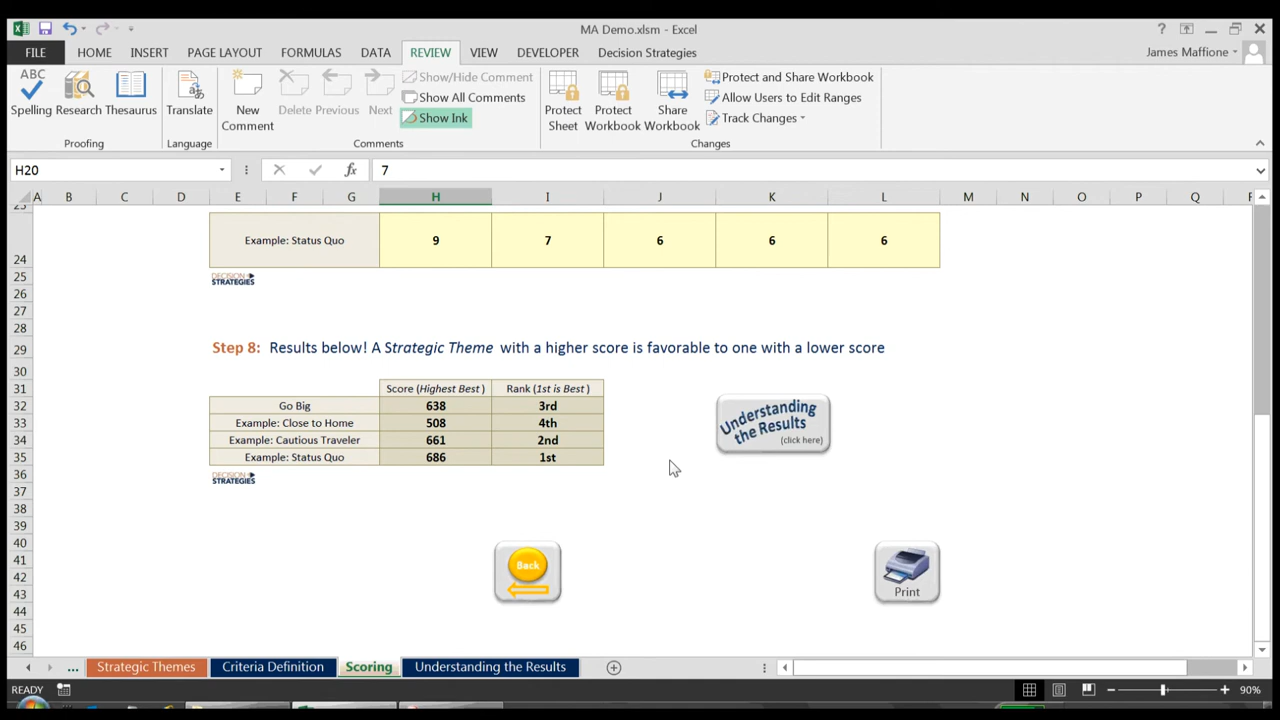 MA Demo.xlsm - Excel
FILE HOME INSERT PAGE LAYOUT FORMULAS DATA REVIEW VIEW DEVELOPER Decision Strategies James Maffione
ABC
Spelling Research Thesaurus Translate New Comment Delete Previous Next
Show/Hide Comment
Show All Comments
Show Ink
Protect Sheet Protect Workbook Share Workbook
Protect and Share Workbook
Allow Users to Edit Ranges
Track Changes
Proofing Language Comments Changes
H20 fx 7
A B C D E F G H I J K L M N O P Q
24 Example: Status Quo 9 7 6 6 6
25 DECISION STRATEGIES
26
27
28
29 Step 8: Results below! A Strategic Theme with a higher score is favorable to one with a lower score
30
31 Score (Highest Best ) Rank (1st is Best )
32 Go Big 638 3rd
33 Example: Close to Home 508 4th
34 Example: Cautious Traveler 661 2nd
35 Example: Status Quo 686 1st
Understanding the Results (click here)
36 DECISION STRATEGIES
37
38
39
40
41 Back
42
43 Print
44
45
46
... Strategic Themes Criteria Definition Scoring Understanding the Results
READY 90%